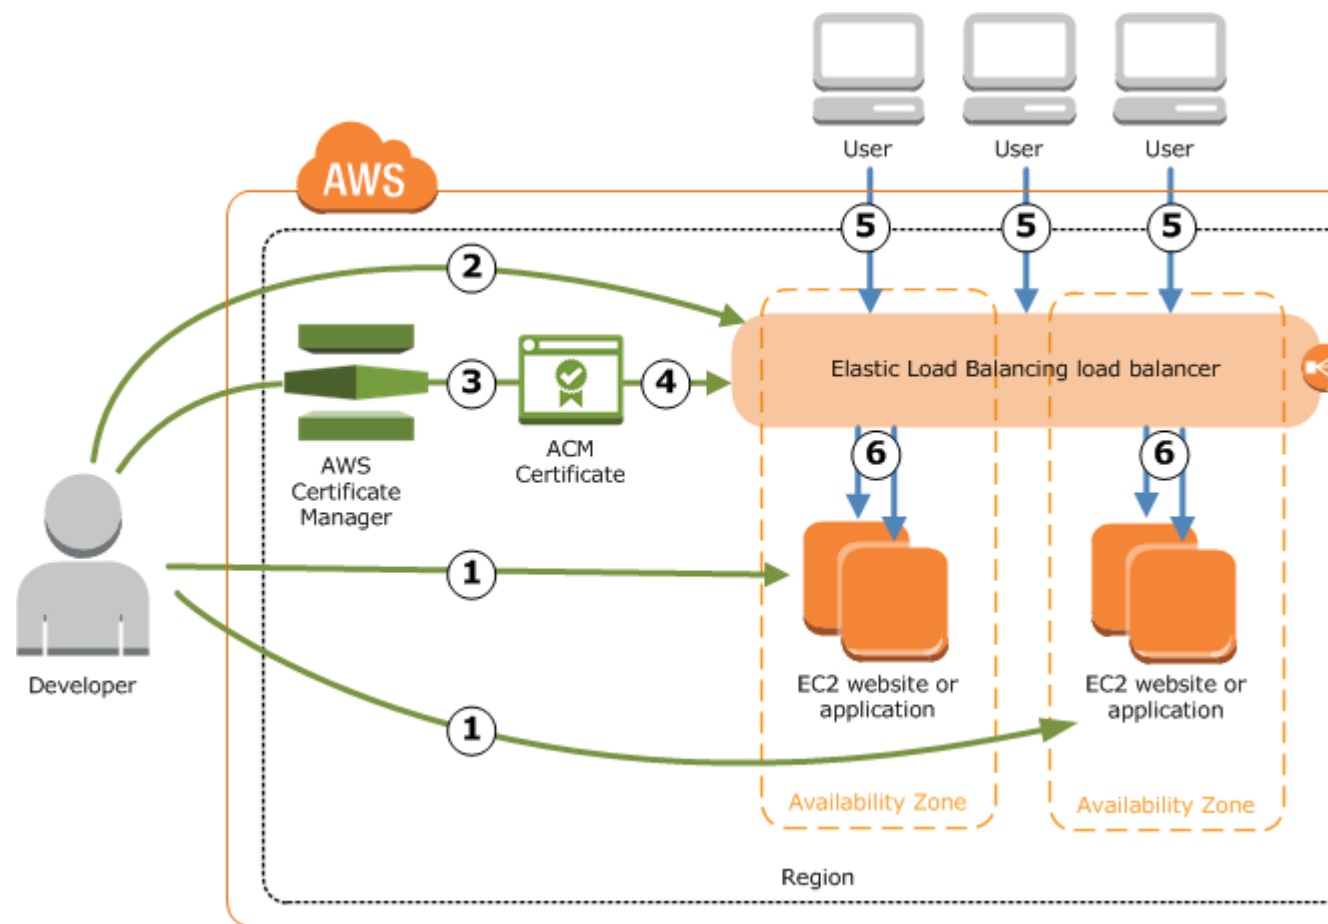 User
User
User
AWS
5
5
5
2
3
4
Elastic Load Balancing load balancer
AWS
Certificate
Manager
ACM
Certificate
6
6
1
Developer
EC2 website or
application
EC2 website or
application
1
Availability Zone
Availability Zone
Region